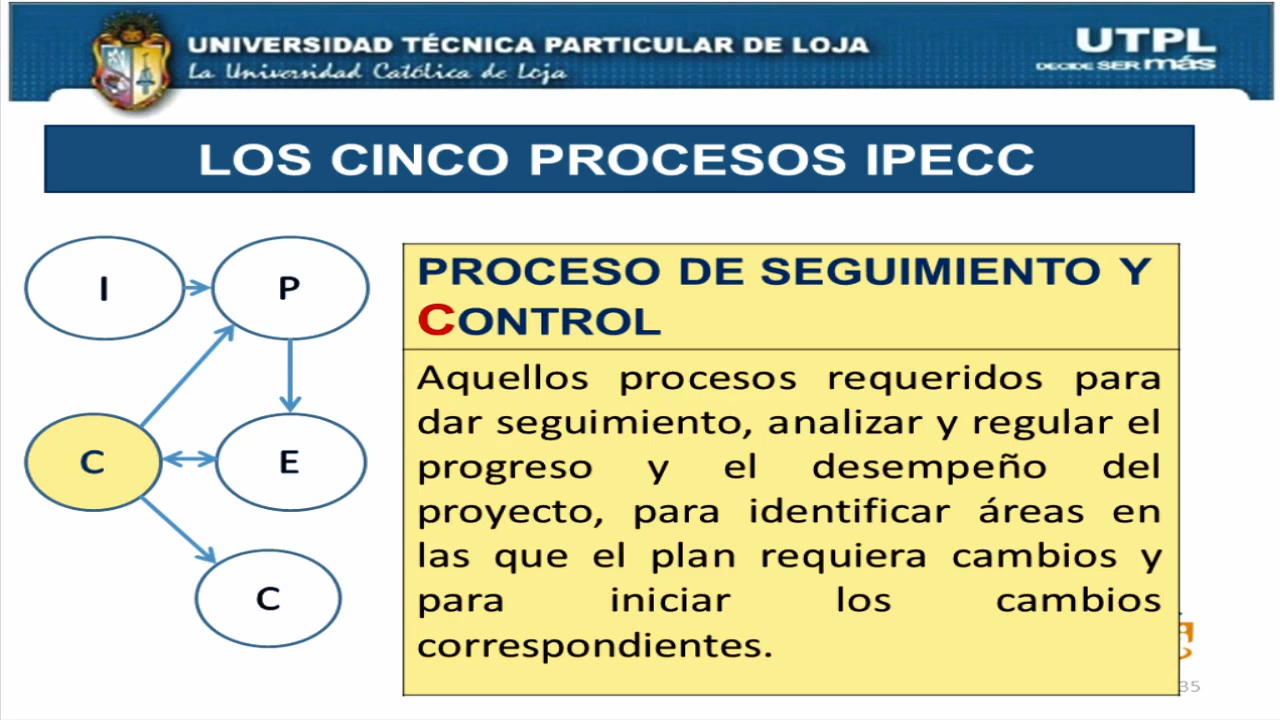 UNIVERSIDAD TÉCNICA PARTICULAR DE LOJA
La Universidad Católica de Loja
UTPL
DECIDE SER más
LOS CINCO PROCESOS IPECC
I
P
C
E
C
PROCESO DE SEGUIMIENTO Y
CONTROL
Aquellos procesos requeridos para
dar seguimiento, analizar y regular el
progreso y el desempeño del
proyecto, para identificar áreas en
las que el plan requiera cambios y
para iniciar los cambios
correspondientes.
35